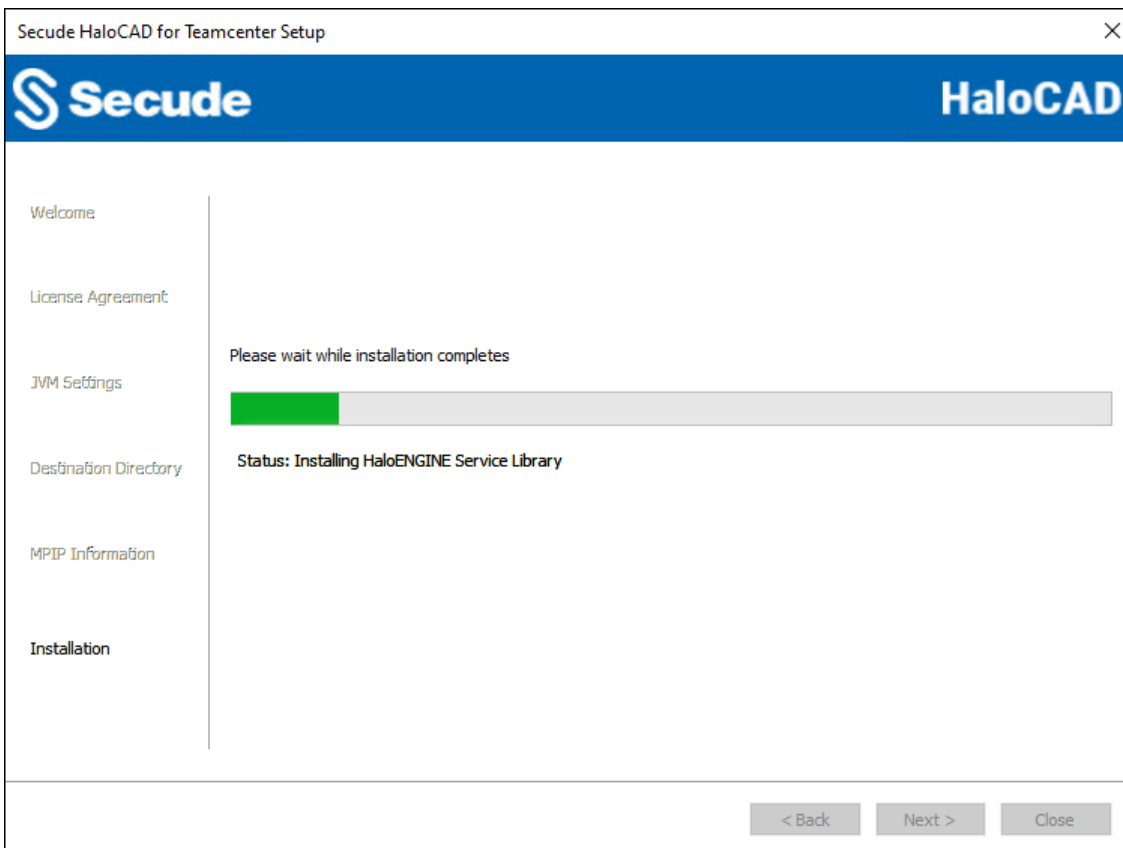 Secude HaloCAD for Teamcenter Setup
Secude
HaloCAD
Welcome
License Agreement
JVM Settings
Destination Directory
MPIP Information
Installation
Please wait while installation completes
Status: Installing HaloENGINE Service Library
< Back
Next >
Close